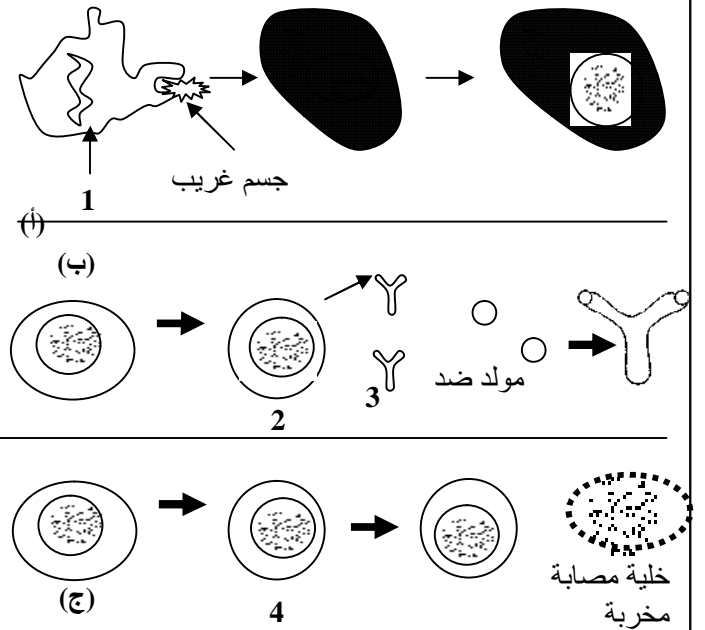 جسم غريب
1
(أ)
(ب)
مولد ضد
3
2
خلية مصابة
مخربة
(ج)
4